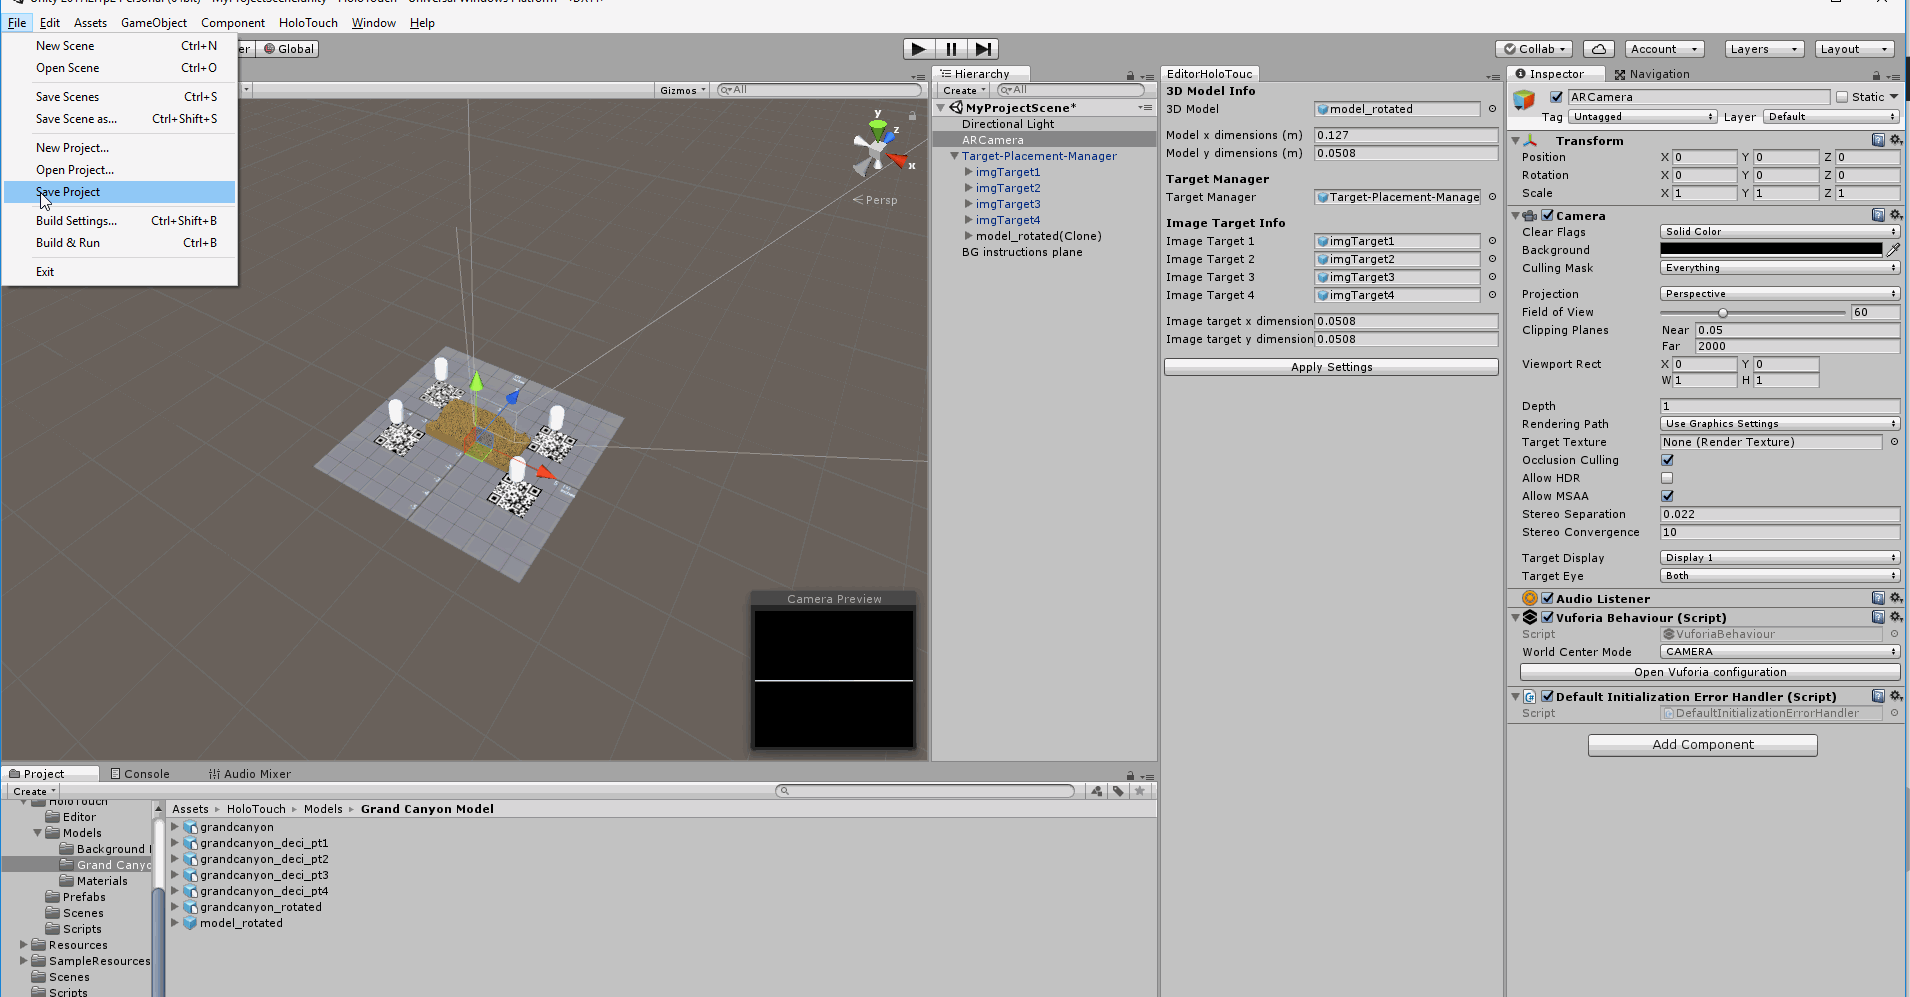 File Edit Assets GameObject Component HoloTouch Window Help
New Scene Ctrl+N
Open Scene Ctrl+O
Save Scenes Ctrl+S
Save Scene as... Ctrl+Shift+S
New Project...
Open Project...
Save Project
Build Settings... Ctrl+Shift+B
Build & Run Ctrl+B
Exit
er Global
Collab Account Layers Layout
Gizmos All
y
z
x
Persp
Camera Preview
Hierarchy
Create All
MyProjectScene*
Directional Light
ARCamera
Target-Placement-Manager
imgTarget1
imgTarget2
imgTarget3
imgTarget4
model_rotated(Clone)
BG instructions plane
EditorHoloTouc
3D Model Info
3D Model model_rotated
Model x dimensions (m) 0.127
Model y dimensions (m) 0.0508
Target Manager
Target Manager Target-Placement-Manage
Image Target Info
Image Target 1 imgTarget1
Image Target 2 imgTarget2
Image Target 3 imgTarget3
Image Target 4 imgTarget4
Image target x dimension 0.0508
Image target y dimension 0.0508
Apply Settings
Inspector Navigation
ARCamera Static
Tag Untagged Layer Default
Transform
Position X 0 Y 0 Z 0
Rotation X 0 Y 0 Z 0
Scale X 1 Y 1 Z 1
Camera
Clear Flags Solid Color
Background
Culling Mask Everything
Projection Perspective
Field of View 60
Clipping Planes Near 0.05
Far 2000
Viewport Rect X 0 Y 0
W 1 H 1
Depth 1
Rendering Path Use Graphics Settings
Target Texture None (Render Texture)
Occlusion Culling
Allow HDR
Allow MSAA
Stereo Separation 0.022
Stereo Convergence 10
Target Display Display 1
Target Eye Both
Audio Listener
Vuforia Behaviour (Script)
Script VuforiaBehaviour
World Center Mode CAMERA
Open Vuforia configuration
Default Initialization Error Handler (Script)
Script DefaultInitializationErrorHandler
Add Component
Project Console Audio Mixer
Create
HoloTouch
Editor
Models
Background
Grand Canyo
Materials
Prefabs
Scenes
Scripts
Resources
SampleResources
Scenes
Scripts
Assets HoloTouch Models Grand Canyon Model
grandcanyon
grandcanyon_deci_pt1
grandcanyon_deci_pt2
grandcanyon_deci_pt3
grandcanyon_deci_pt4
grandcanyon_rotated
model_rotated